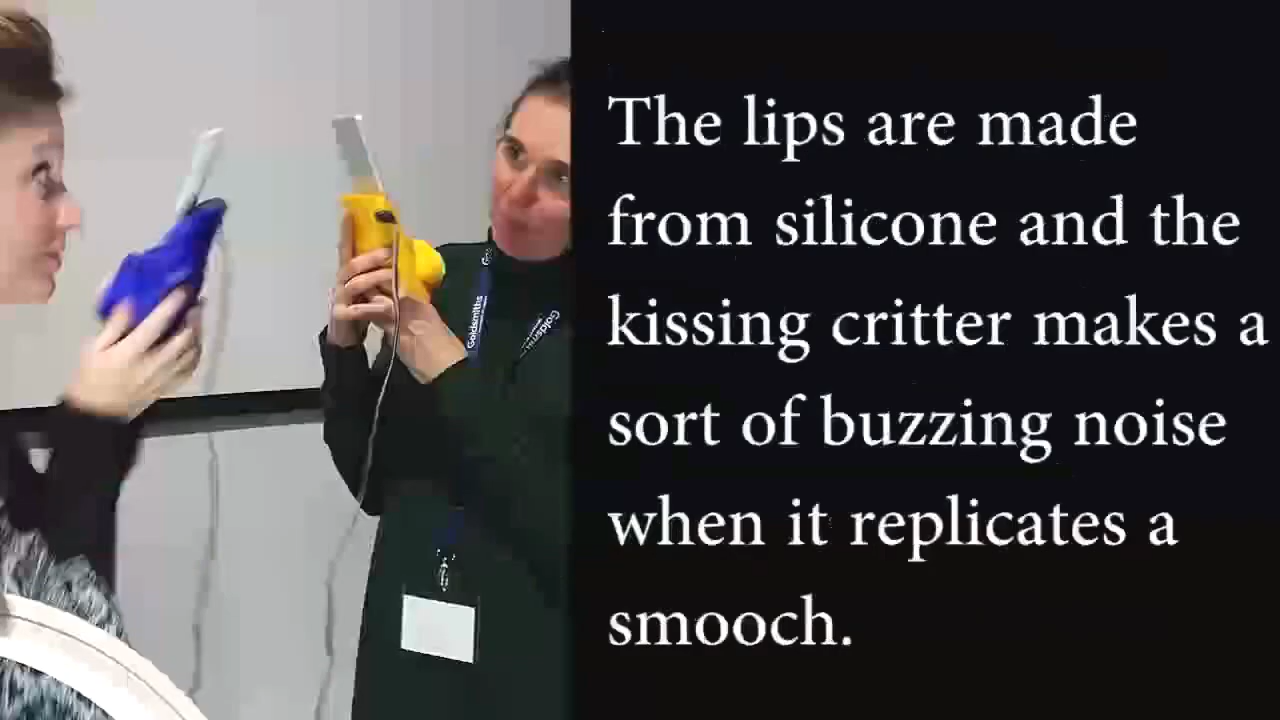 The lips are made
from silicone and the
kissing critter makes a
sort of buzzing noise
when it replicates a
smooch.
Goldsmiths